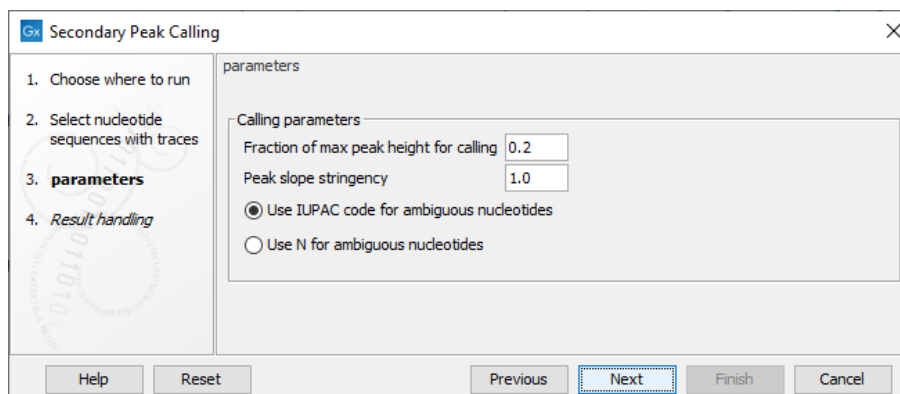 Gx Secondary Peak Calling
1. Choose where to run
2. Select nucleotide
sequences with traces
3. parameters
4. Result handling
parameters
Calling parameters
Fraction of max peak height for calling 0.2
Peak slope stringency 1.0
Use IUPAC code for ambiguous nucleotides
Use N for ambiguous nucleotides
Help Reset Previous Next Finish Cancel